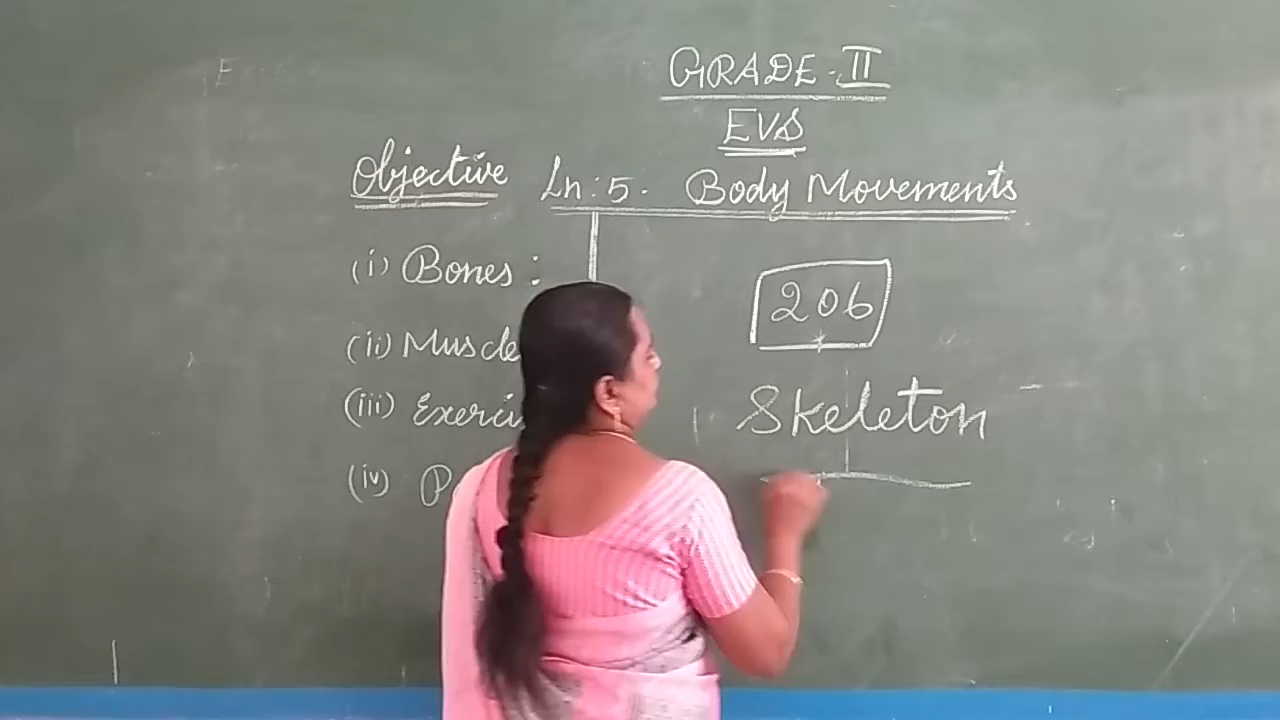 GRADE-II
EVS
Objective Ln:5. Body Movements
(i) Bones:
206
(ii) Muscle
(iii) Exerci
Skeleton
(iv) P